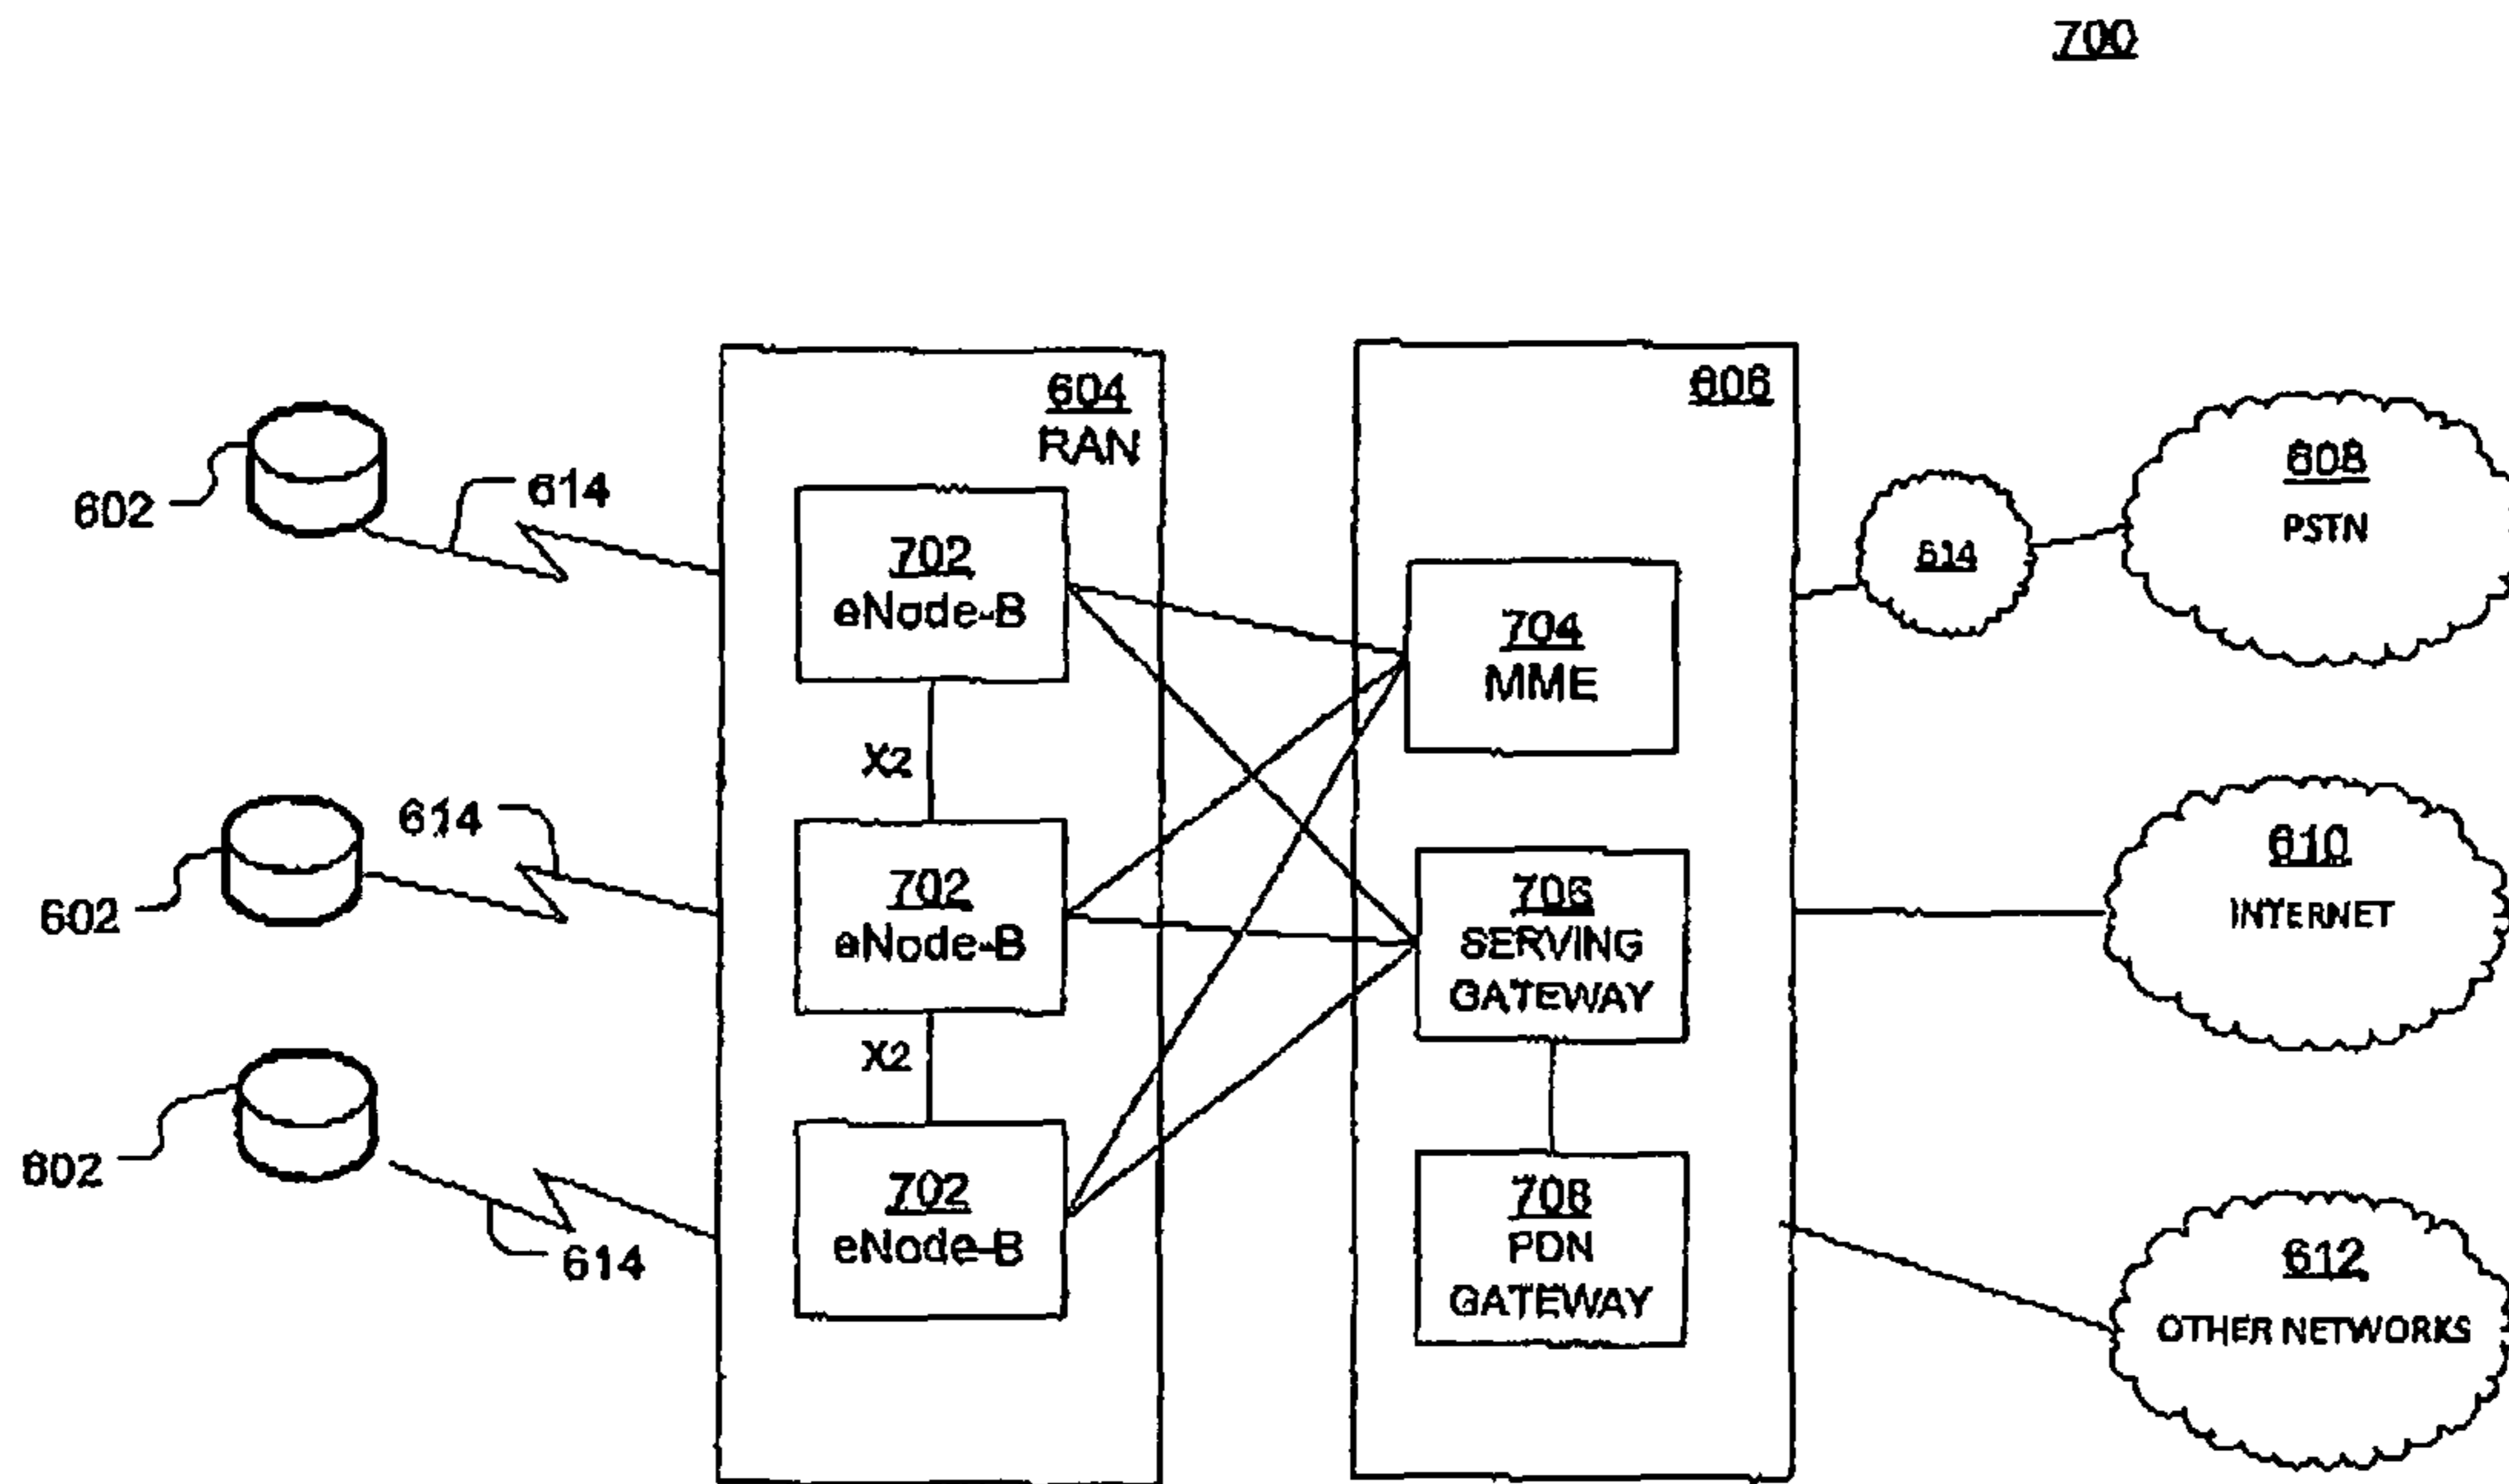 700
604
RAN
606
608
PSTN
602
614
702
eNode-B
614
704
MME
X2
610
INTERNET
614
602
702
eNode-B
706
SERVING
GATEWAY
X2
602
614
702
eNode-B
708
PDN
GATEWAY
612
OTHER NETWORKS